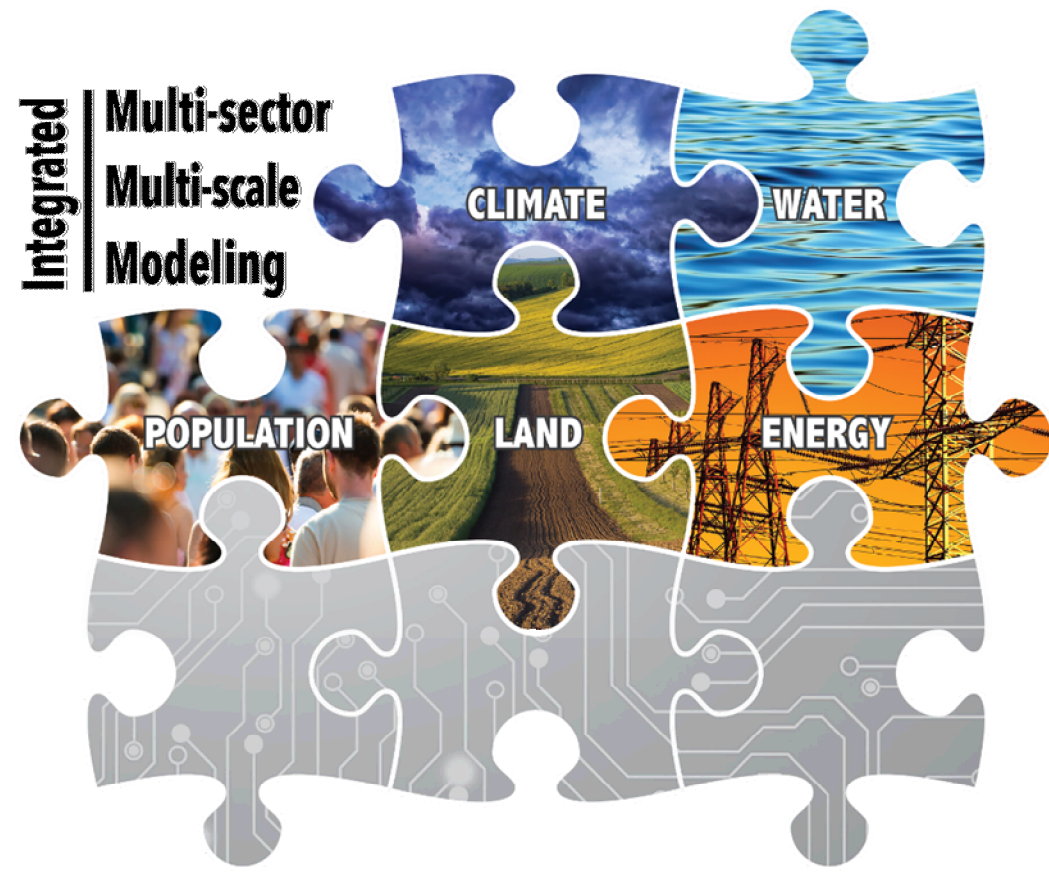 Integrated
Multi-sector
Multi-scale
Modeling
CLIMATE
WATER
POPULATION
LAND
ENERGY